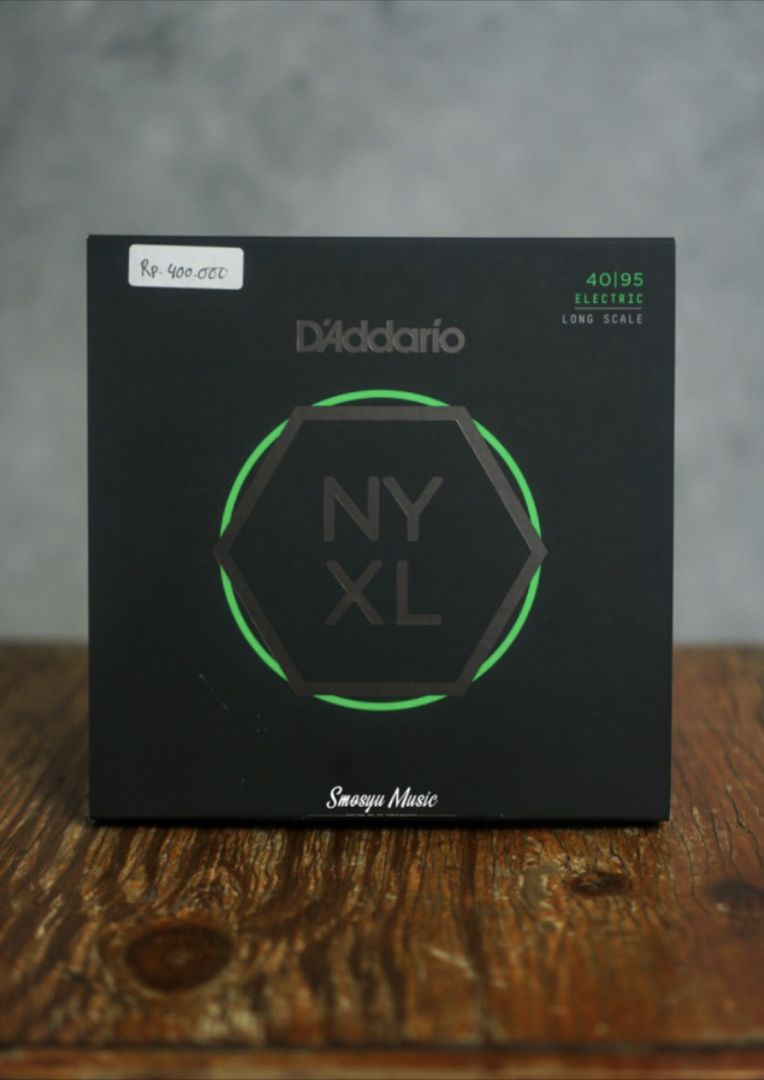 Rp. 400.000
40|95
ELECTRIC
LONG SCALE
D'Addario
NY
XL
Smosyu Music